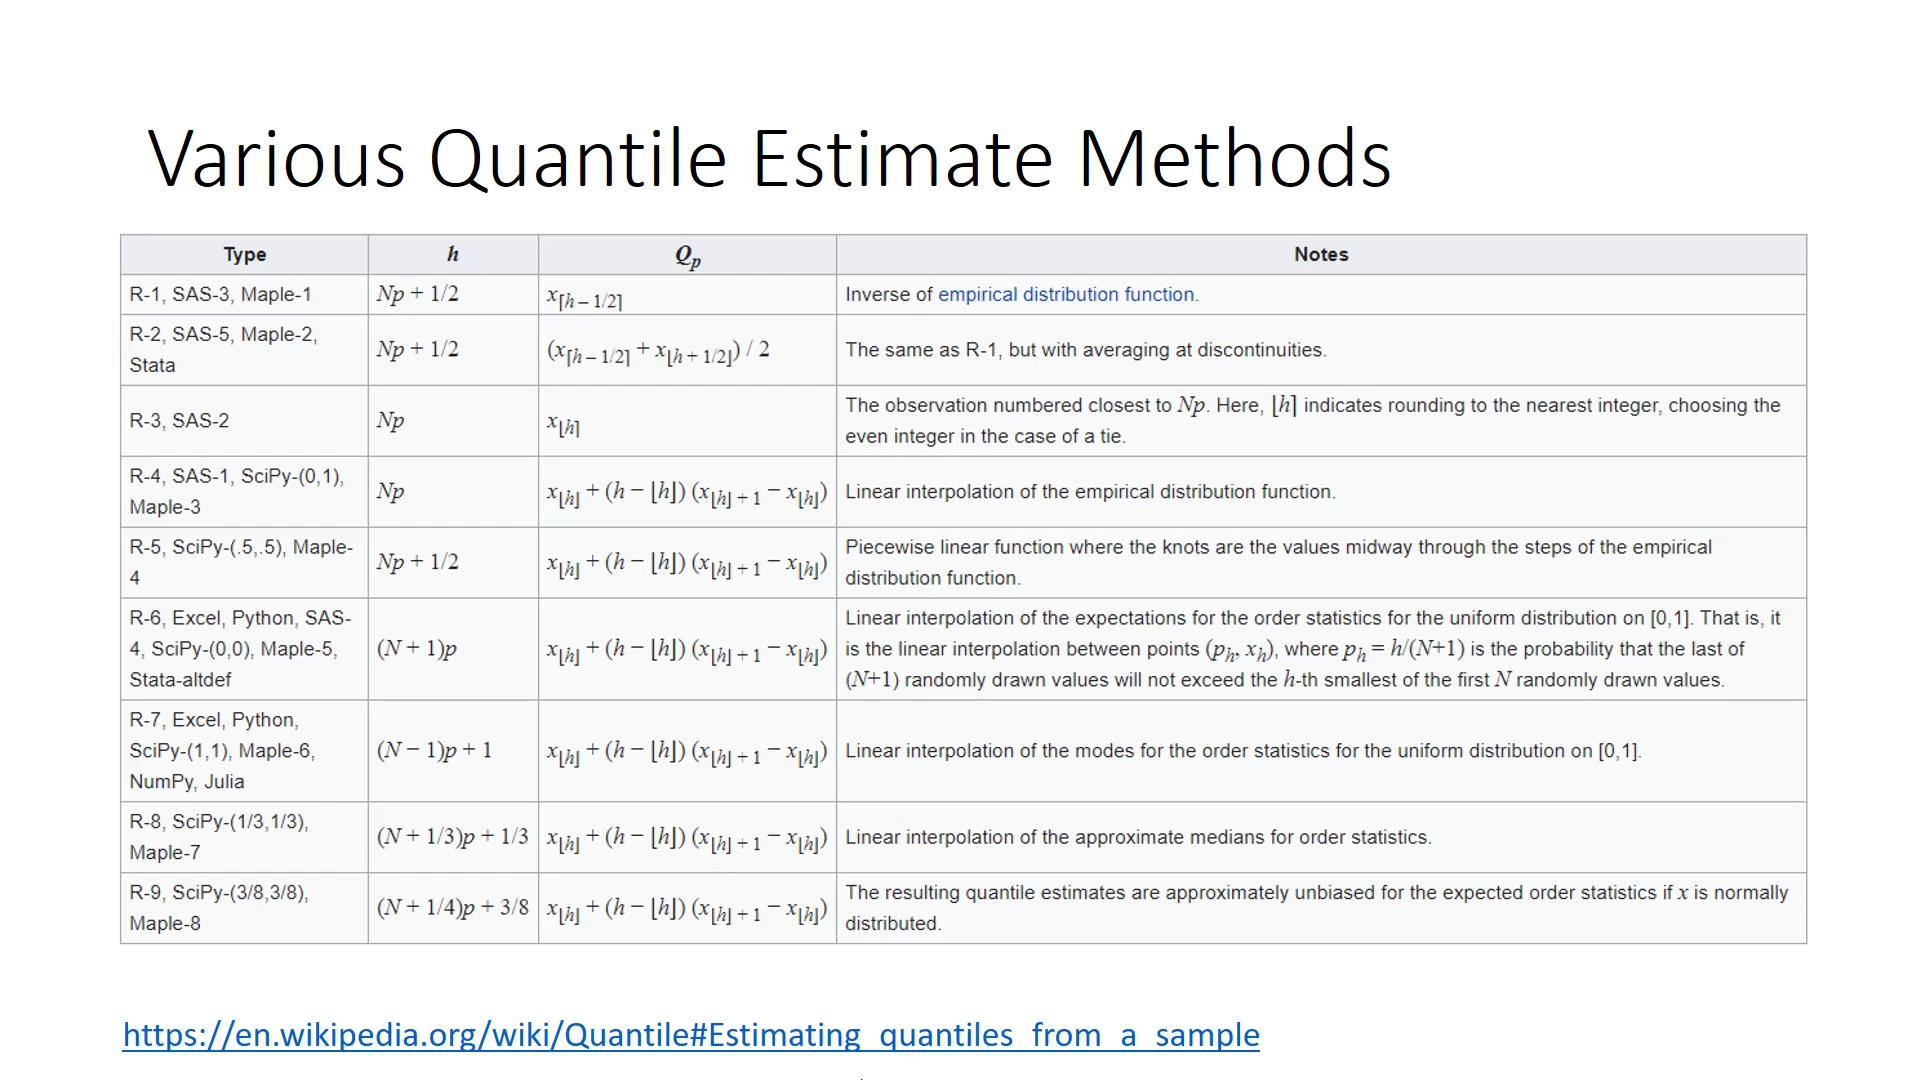 Various Quantile Estimate Methods
Type h Qp Notes
R-1, SAS-3, Maple-1 Np + 1/2 x⌈h – 1/2⌉ Inverse of empirical distribution function.
R-2, SAS-5, Maple-2,
Stata
Np + 1/2 (x⌈h – 1/2⌉ + x⌊h + 1/2⌋) / 2 The same as R-1, but with averaging at discontinuities.
R-3, SAS-2 Np x⌊h⌉
The observation numbered closest to Np. Here, ⌊h⌉ indicates rounding to the nearest integer, choosing the
even integer in the case of a tie.
R-4, SAS-1, SciPy-(0,1),
Maple-3
Np x⌊h⌋ + (h − ⌊h⌋) (x⌊h⌋ + 1 − x⌊h⌋) Linear interpolation of the empirical distribution function.
R-5, SciPy-(.5,.5), Maple-
4
Np + 1/2 x⌊h⌋ + (h − ⌊h⌋) (x⌊h⌋ + 1 − x⌊h⌋)
Piecewise linear function where the knots are the values midway through the steps of the empirical
distribution function.
R-6, Excel, Python, SAS-
4, SciPy-(0,0), Maple-5,
Stata-altdef
(N + 1)p x⌊h⌋ + (h − ⌊h⌋) (x⌊h⌋ + 1 − x⌊h⌋)
Linear interpolation of the expectations for the order statistics for the uniform distribution on [0,1]. That is, it
is the linear interpolation between points (ph, xh), where ph = h/(N+1) is the probability that the last of
(N+1) randomly drawn values will not exceed the h-th smallest of the first N randomly drawn values.
R-7, Excel, Python,
SciPy-(1,1), Maple-6,
NumPy, Julia
(N − 1)p + 1 x⌊h⌋ + (h − ⌊h⌋) (x⌊h⌋ + 1 − x⌊h⌋) Linear interpolation of the modes for the order statistics for the uniform distribution on [0,1].
R-8, SciPy-(1/3,1/3),
Maple-7
(N + 1/3)p + 1/3 x⌊h⌋ + (h − ⌊h⌋) (x⌊h⌋ + 1 − x⌊h⌋) Linear interpolation of the approximate medians for order statistics.
R-9, SciPy-(3/8,3/8),
Maple-8
(N + 1/4)p + 3/8 x⌊h⌋ + (h − ⌊h⌋) (x⌊h⌋ + 1 − x⌊h⌋)
The resulting quantile estimates are approximately unbiased for the expected order statistics if x is normally
distributed.
https://en.wikipedia.org/wiki/Quantile#Estimating_quantiles_from_a_sample